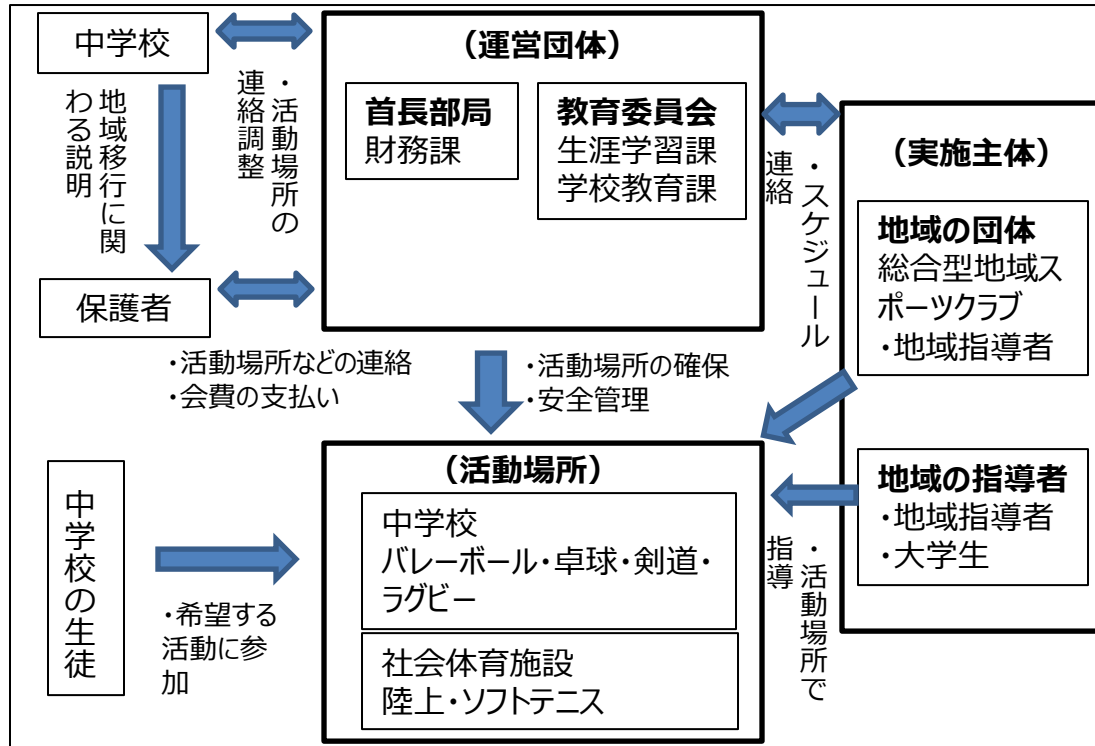 中学校
・活動場所の
連絡調整
地域移行に関
わる説明
保護者
（運営団体）
首長部局
財務課
教育委員会
生涯学習課
学校教育課
・スケジュール
連絡
（実施主体）
地域の団体
総合型地域ス
ポーツクラブ
・地域指導者
地域の指導者
・地域指導者
・大学生
・活動場所などの連絡
・会費の支払い
・活動場所の確保
・安全管理
中学校の生徒
・希望する
活動に参
加
（活動場所）
中学校
バレーボール・卓球・剣道・
ラグビー
社会体育施設
陸上・ソフトテニス
・活動場所で
指導